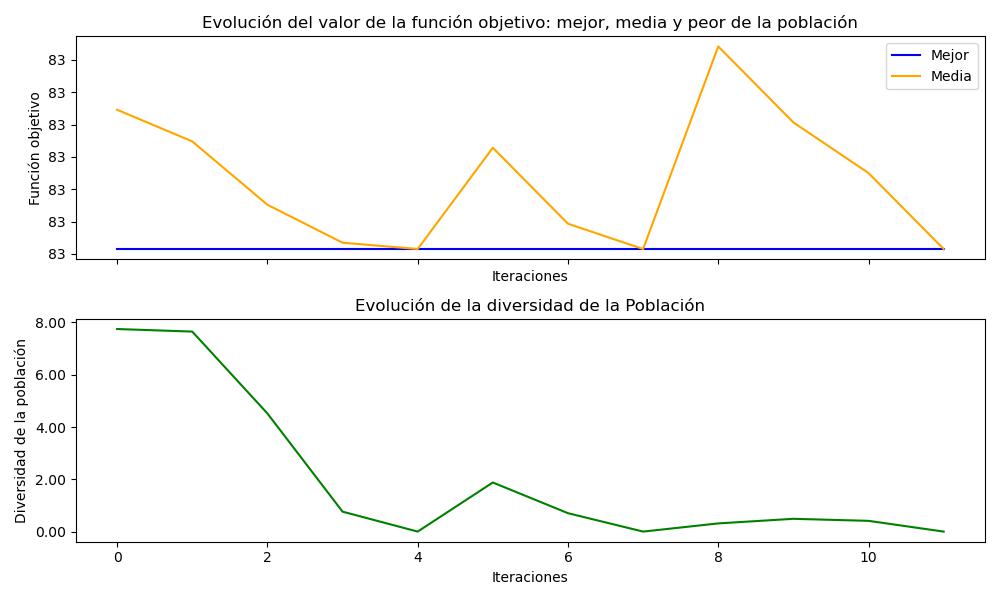 Evolución del valor de la función objetivo: mejor, media y peor de la población
83
83
83
83
83
83
83
Función objetivo
Mejor
Media
Iteraciones
Evolución de la diversidad de la Población
8.00
6.00
4.00
2.00
0.00
Diversidad de la población
0 2 4 6 8 10
Iteraciones